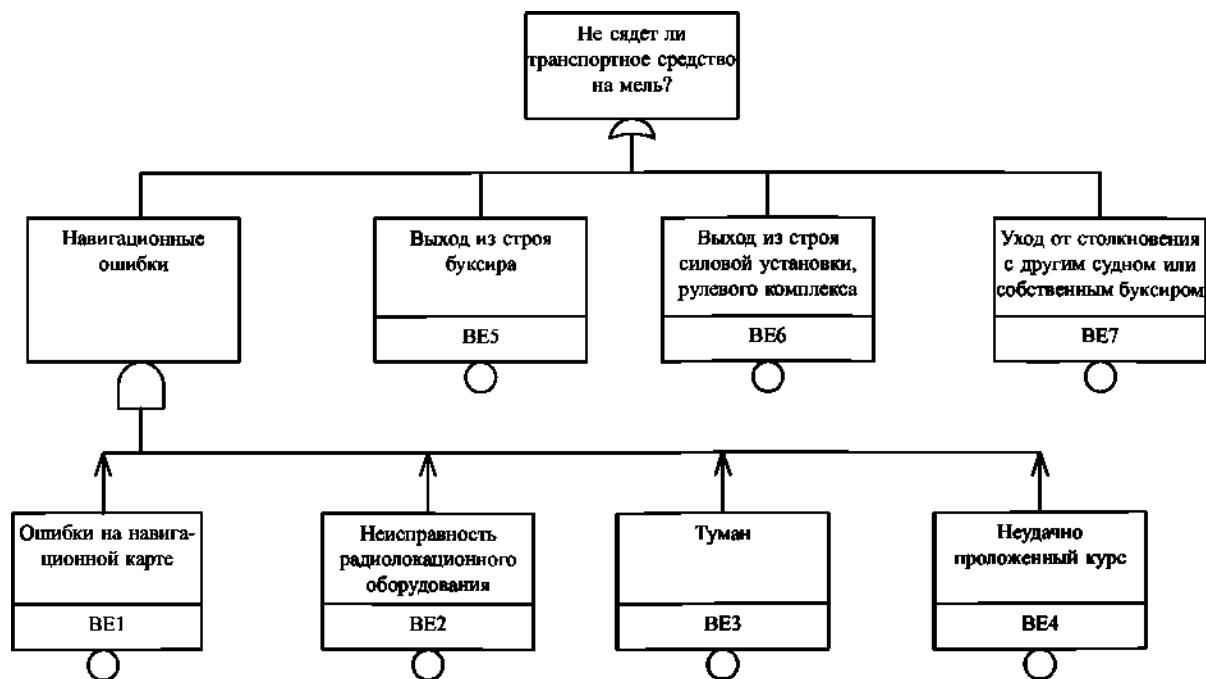 Не сядет ли
транспортное средство
на мель?
Навигационные
ошибки
Выход из строя
буксира
BE5
Выход из строя
силовой установки,
рулевого комплекса
BE6
Уход от столкновения
с другим судном или
собственным буксиром
BE7
Ошибки на навига-
ционной карте
BE1
Неисправность
радиолокационного
оборудования
BE2
Туман
BE3
Неудачно
проложенный курс
BE4